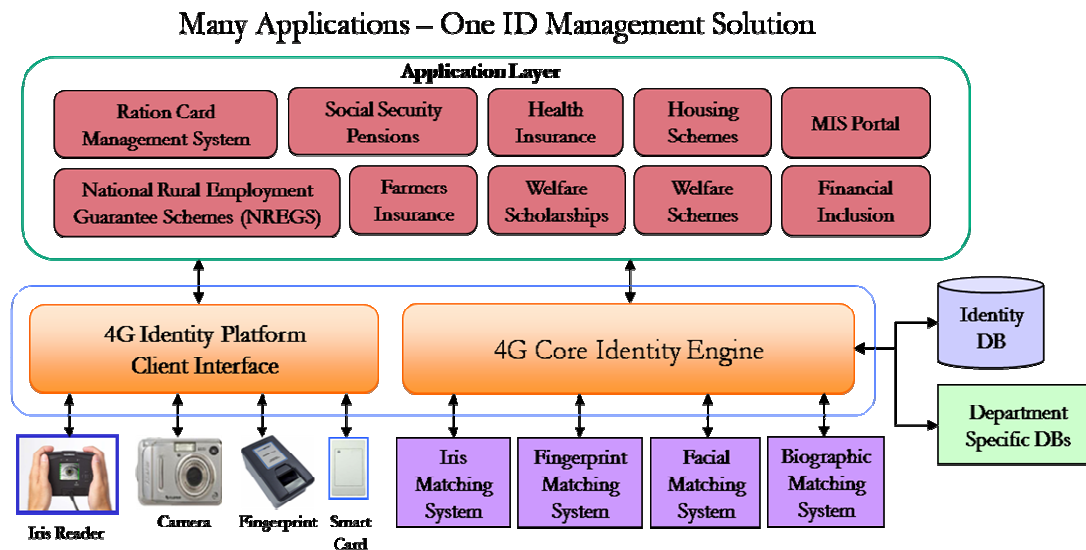 Many Applications – One ID Management Solution
Application Layer
Ration Card
Management System
Social Security
Pensions
Health
Insurance
Housing
Schemes
MIS Portal
National Rural Employment
Guarantee Schemes (NREGS)
Farmers
Insurance
Welfare
Scholarships
Welfare
Schemes
Financial
Inclusion
4G Identity Platform
Client Interface
4G Core Identity Engine
Identity
DB
Department
Specific DBs
Iris Reader
Camera
Fingerprint
Smart
Card
Iris
Matching
System
Fingerprint
Matching
System
Facial
Matching
System
Biographic
Matching
System